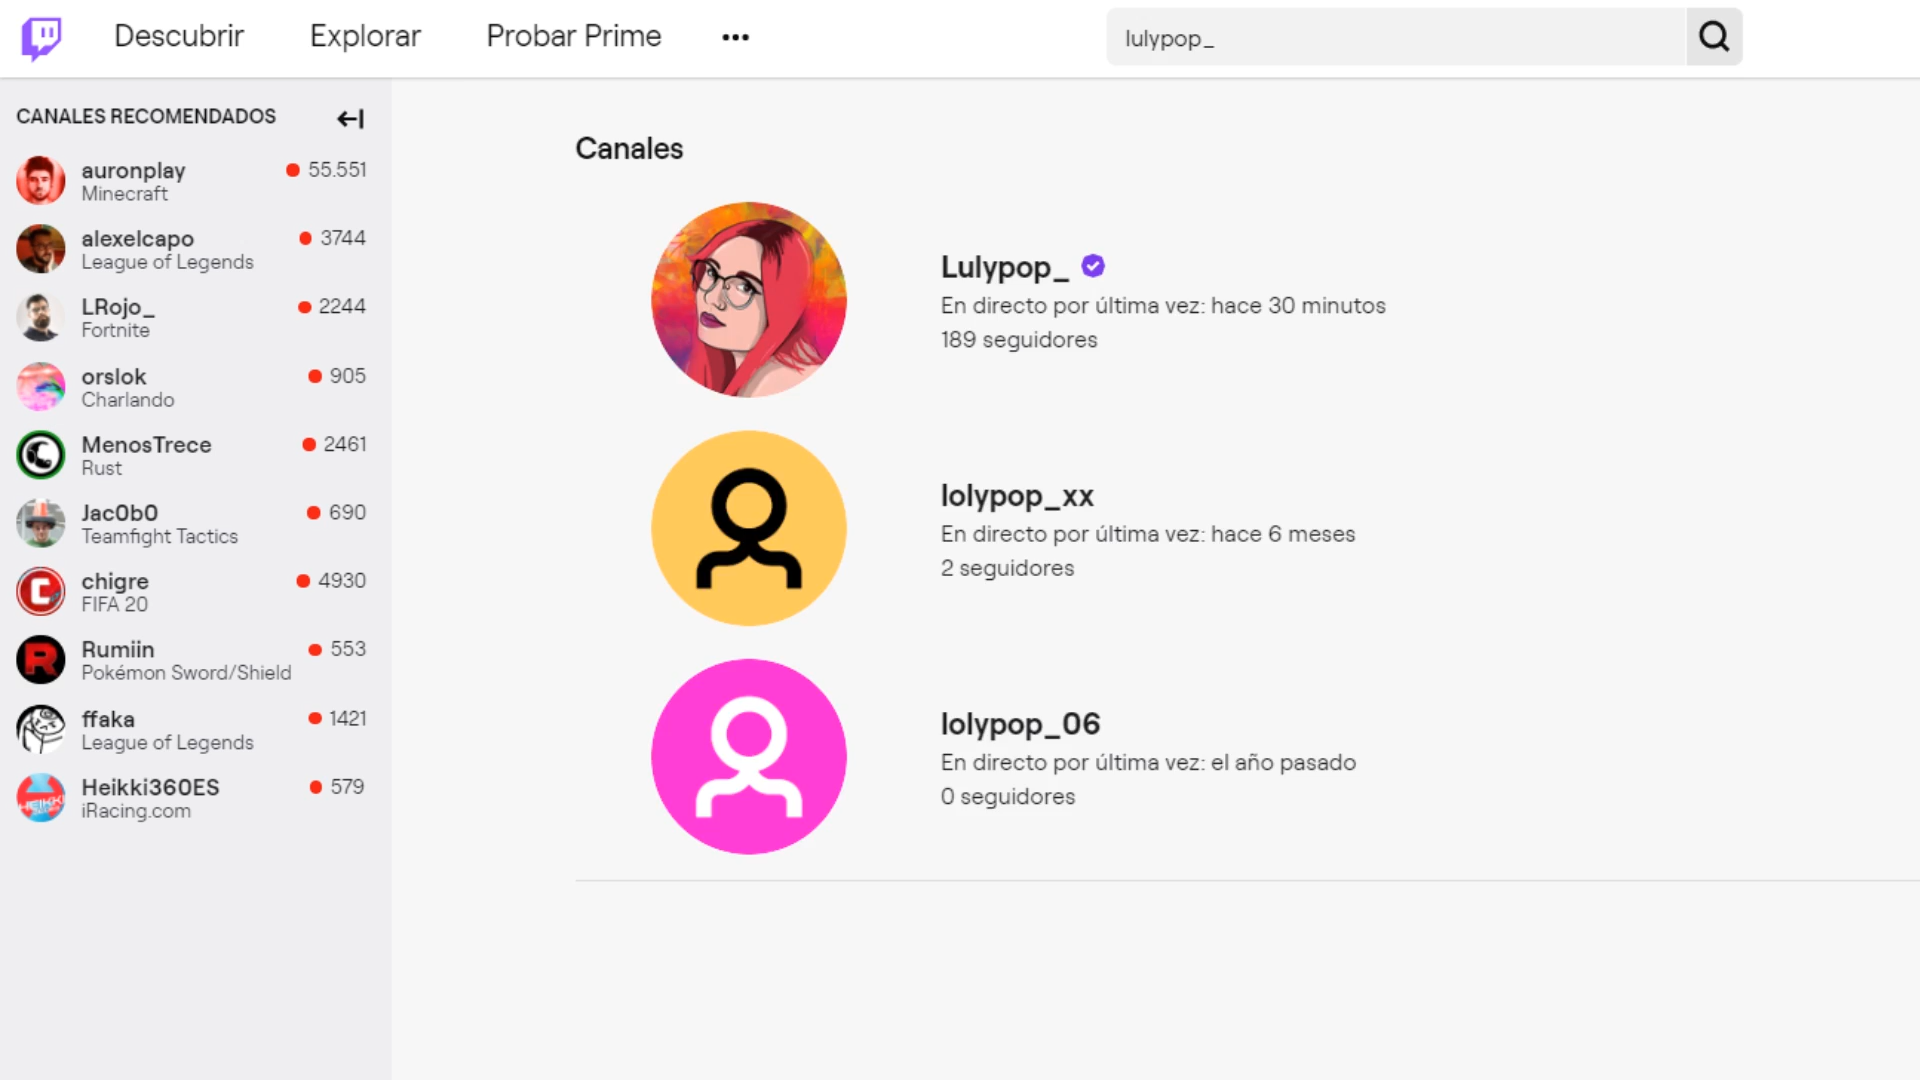 Descubrir
Explorar
Probar Prime
lulypop_
CANALES RECOMENDADOS
auronplay
55.551
Minecraft
alexelcapo
3744
League of Legends
LRojo_
2244
Fortnite
orslok
905
Charlando
MenosTrece
2461
Rust
Jac0b0
690
Teamfight Tactics
chigre
4930
FIFA 20
Rumiin
553
Pokémon Sword/Shield
ffaka
1421
League of Legends
Heikki360ES
579
iRacing.com
Canales
Lulypop_
En directo por última vez: hace 30 minutos
189 seguidores
lolypop_xx
En directo por última vez: hace 6 meses
2 seguidores
lolypop_06
En directo por última vez: el año pasado
0 seguidores